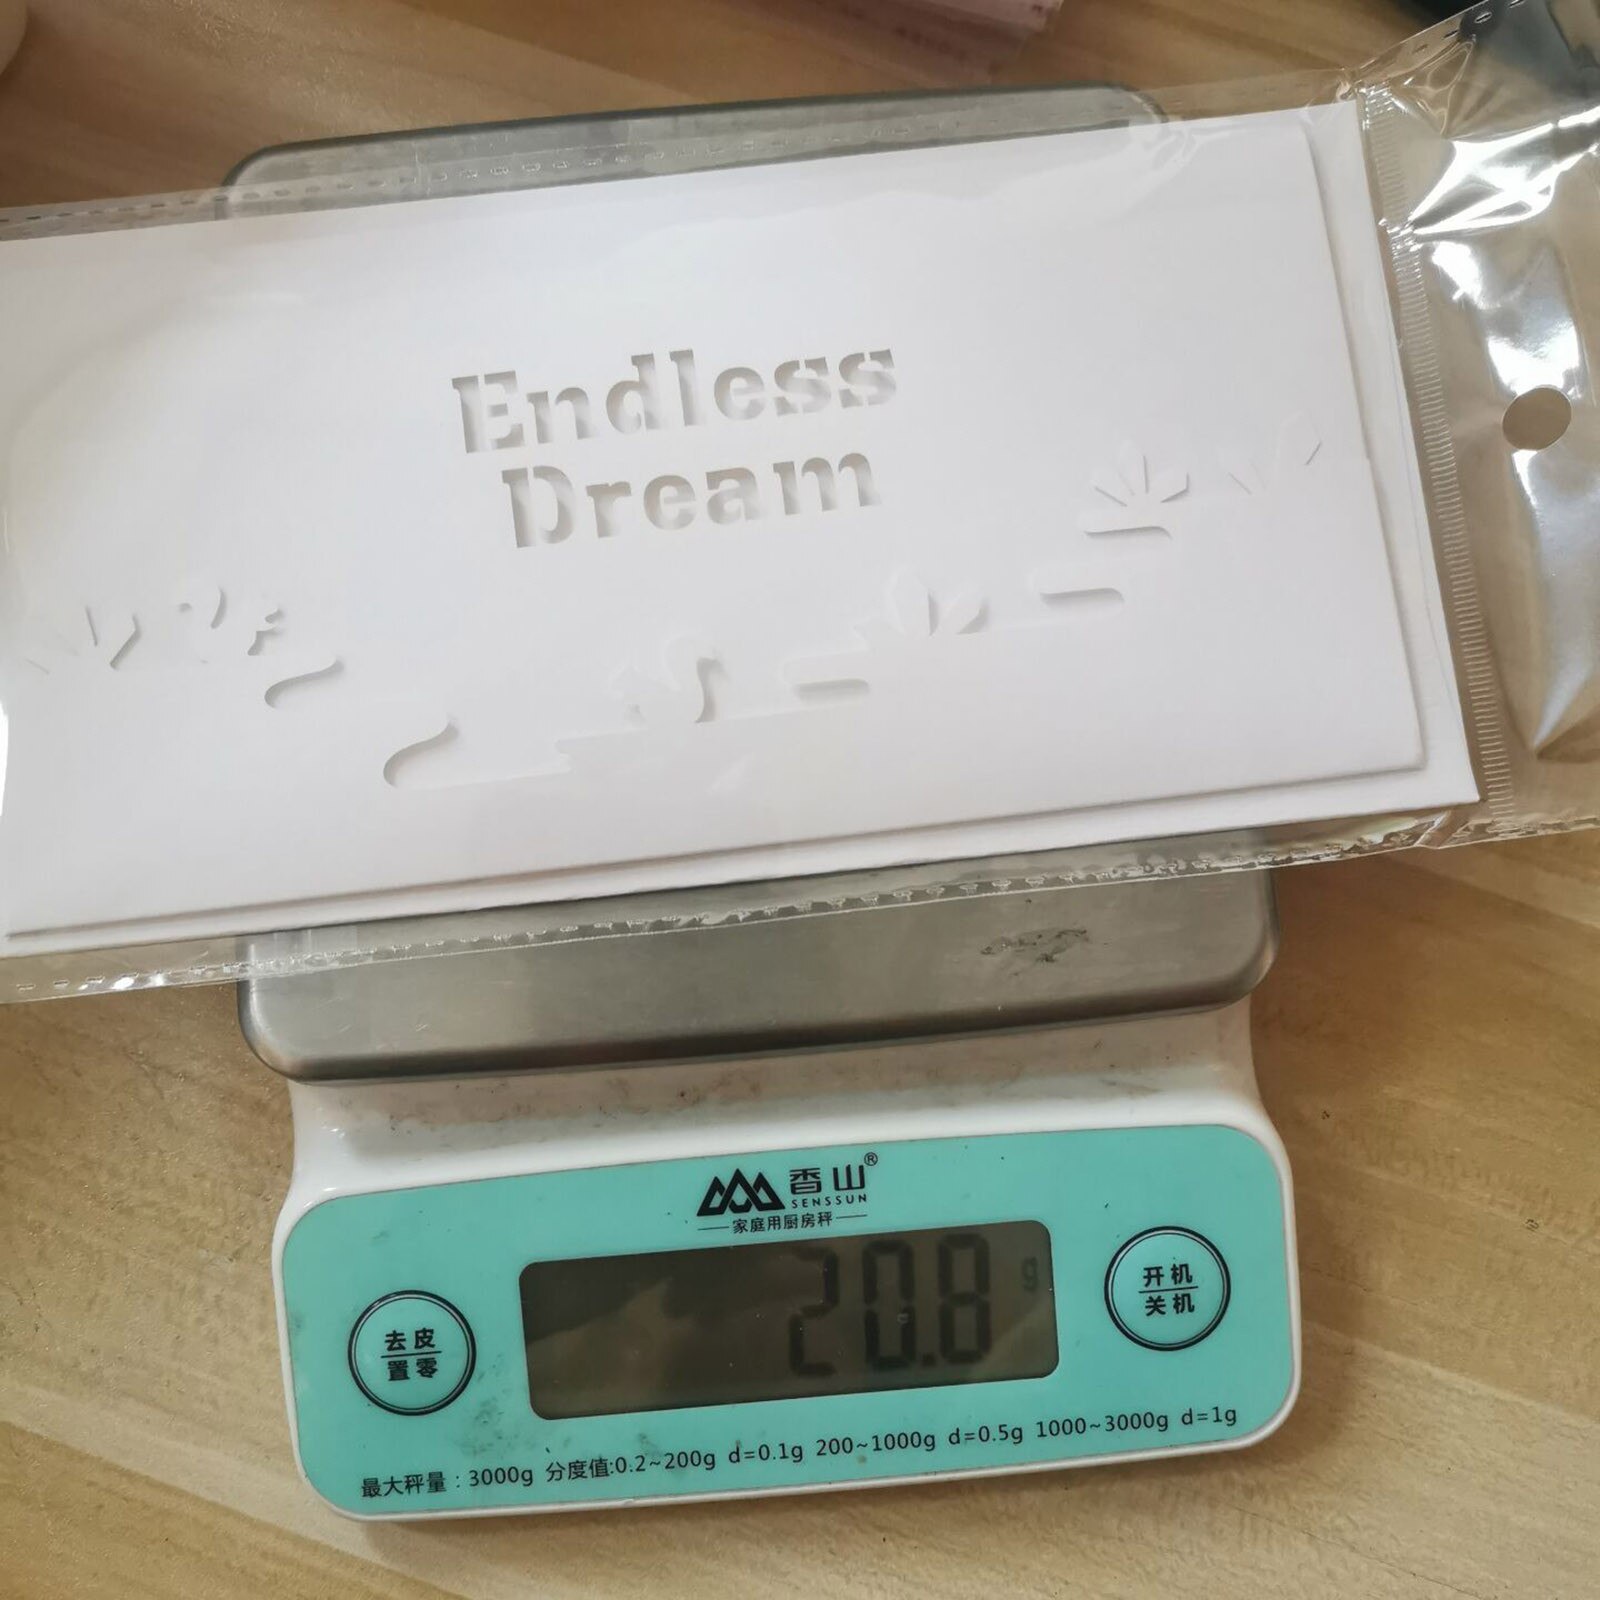 Endless
Dream
香山®
SENSSUN
家庭用厨房秤
20.8 g
去皮
置零
开机
关机
最大秤量：3000g 分度值:0.2~200g d=0.1g 200~1000g d=0.5g 1000~3000g d=1g